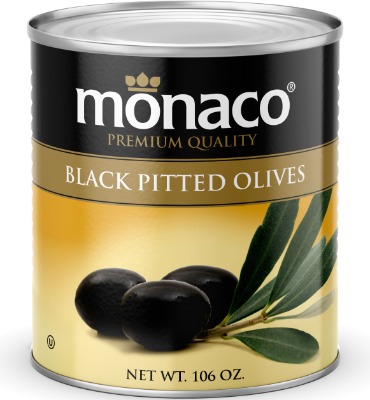 monaco®
PREMIUM QUALITY
BLACK PITTED OLIVES
U
NET WT. 106 OZ.